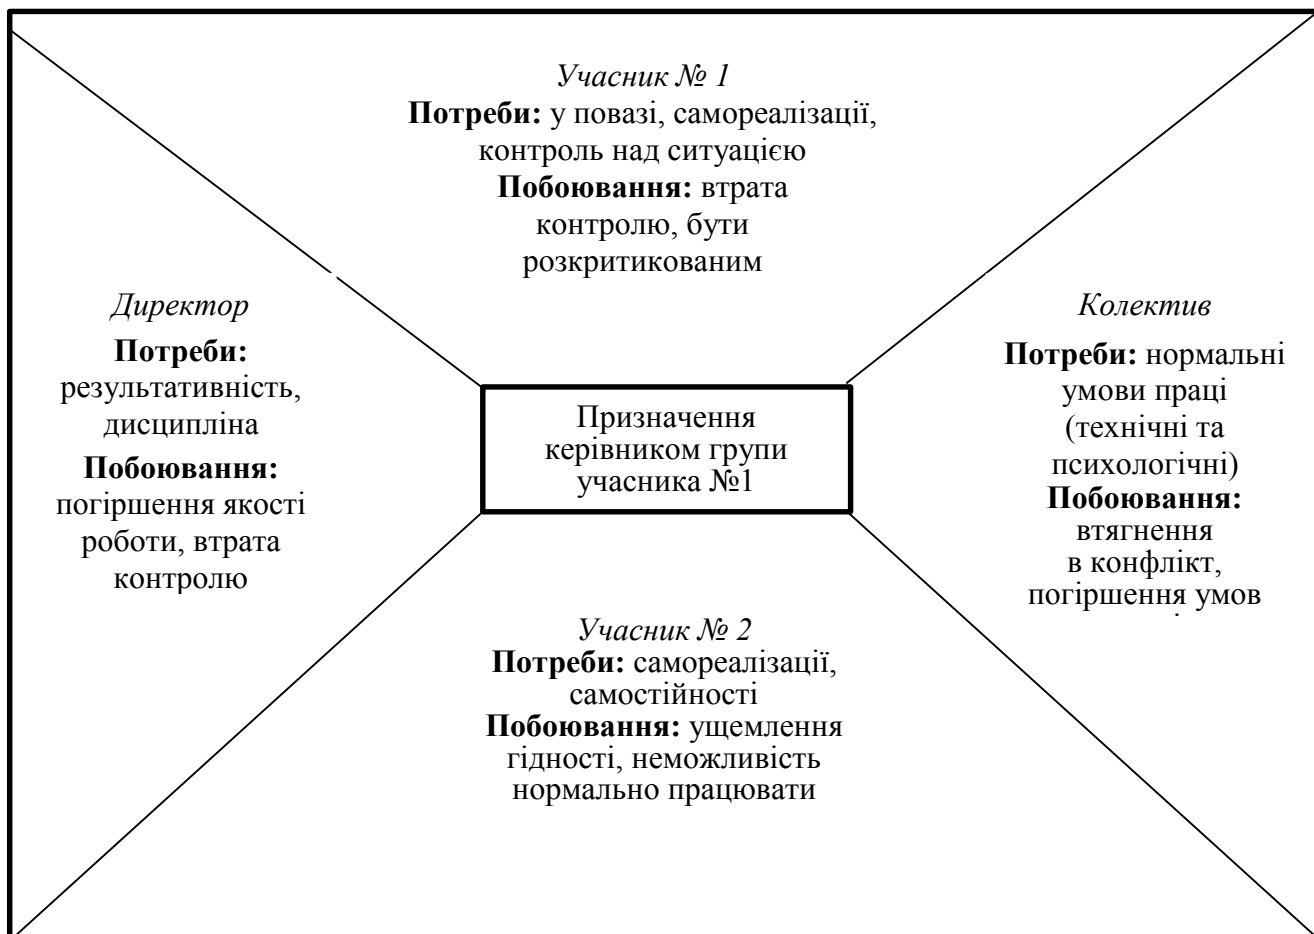 Учасник № 1
Потреби: у повазі, самореалізації,
контроль над ситуацією
Побоювання: втрата
контролю, бути
розкритикованим
Директор
Потреби:
результативність,
дисципліна
Побоювання:
погіршення якості
роботи, втрата
контролю
Призначення
керівником групи
учасника №1
Колектив
Потреби: нормальні
умови праці
(технічні та
психологічні)
Побоювання:
втягнення
в конфлікт,
погіршення умов
Учасник № 2
Потреби: самореалізації,
самостійності
Побоювання: ущемлення
гідності, неможливість
нормально працювати